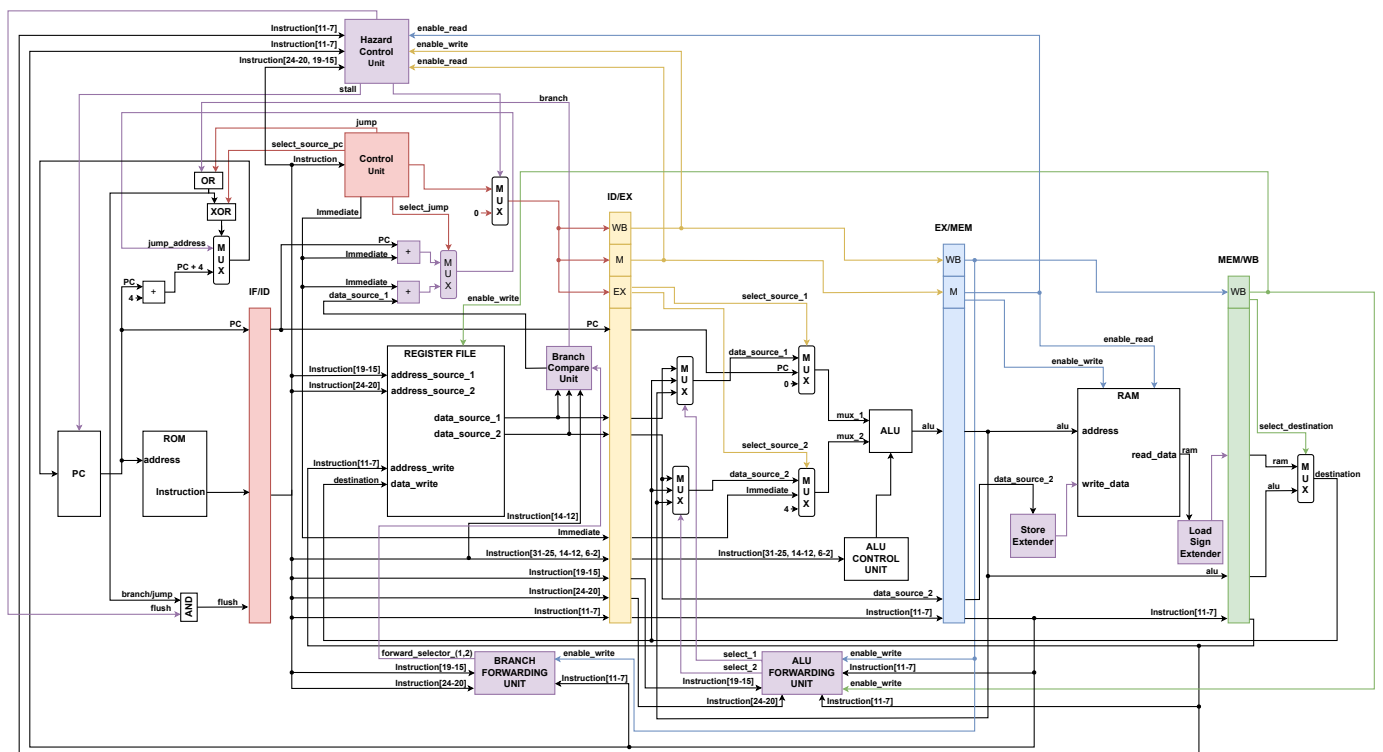 Instruction[11-7]
Instruction[11-7]
Instruction[24-20, 19-15]
Hazard
Control
Unit
enable_read
enable_write
enable_read
stall
branch
jump
select_source_pc
Instruction
Control
Unit
select_jump
Immediate
OR
XOR
jump_address
M
U
X
PC + 4
PC
4
+
PC
Immediate
+
Immediate
data_source_1
+
M
U
X
M
U
X
0
enable_write
IF/ID
PC
ID/EX
WB
M
EX
PC
EX/MEM
WB
M
MEM/WB
WB
select_source_1
enable_read
enable_write
REGISTER FILE
Instruction[19-15]
address_source_1
Instruction[24-20]
address_source_2
data_source_1
data_source_2
Instruction[11-7]
address_write
destination
data_write
Branch
Compare
Unit
M
U
X
data_source_1
PC
0
M
U
X
mux_1
mux_2
ALU
alu
select_source_2
M
U
X
data_source_2
Immediate
4
M
U
X
RAM
alu
address
read_data
ram
write_data
data_source_2
Store
Extender
Load
Sign
Extender
select_destination
ram
alu
M
U
X
destination
PC
ROM
address
Instruction
Instruction[14-12]
Immediate
Instruction[31-25, 14-12, 6-2]
Instruction[31-25, 14-12, 6-2]
ALU
CONTROL
UNIT
alu
Instruction[19-15]
Instruction[24-20]
data_source_2
Instruction[11-7]
Instruction[11-7]
Instruction[11-7]
branch/jump
flush
AND
flush
forward_selector_(1,2)
Instruction[19-15]
Instruction[24-20]
BRANCH
FORWARDING
UNIT
enable_write
Instruction[11-7]
select_1
select_2
Instruction[19-15]
Instruction[24-20]
ALU
FORWARDING
UNIT
enable_write
Instruction[11-7]
enable_write
Instruction[11-7]